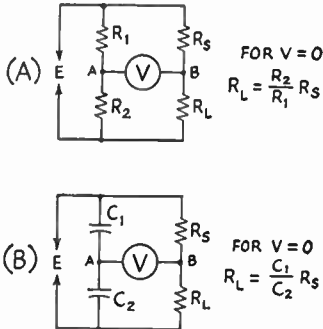 (A)
E
R1
RS
A
V
B
R2
RL
FOR V=0
RL = R2/R1 RS
(B)
E
C1
RS
A
V
B
C2
RL
FOR V=0
RL = C1/C2 RS